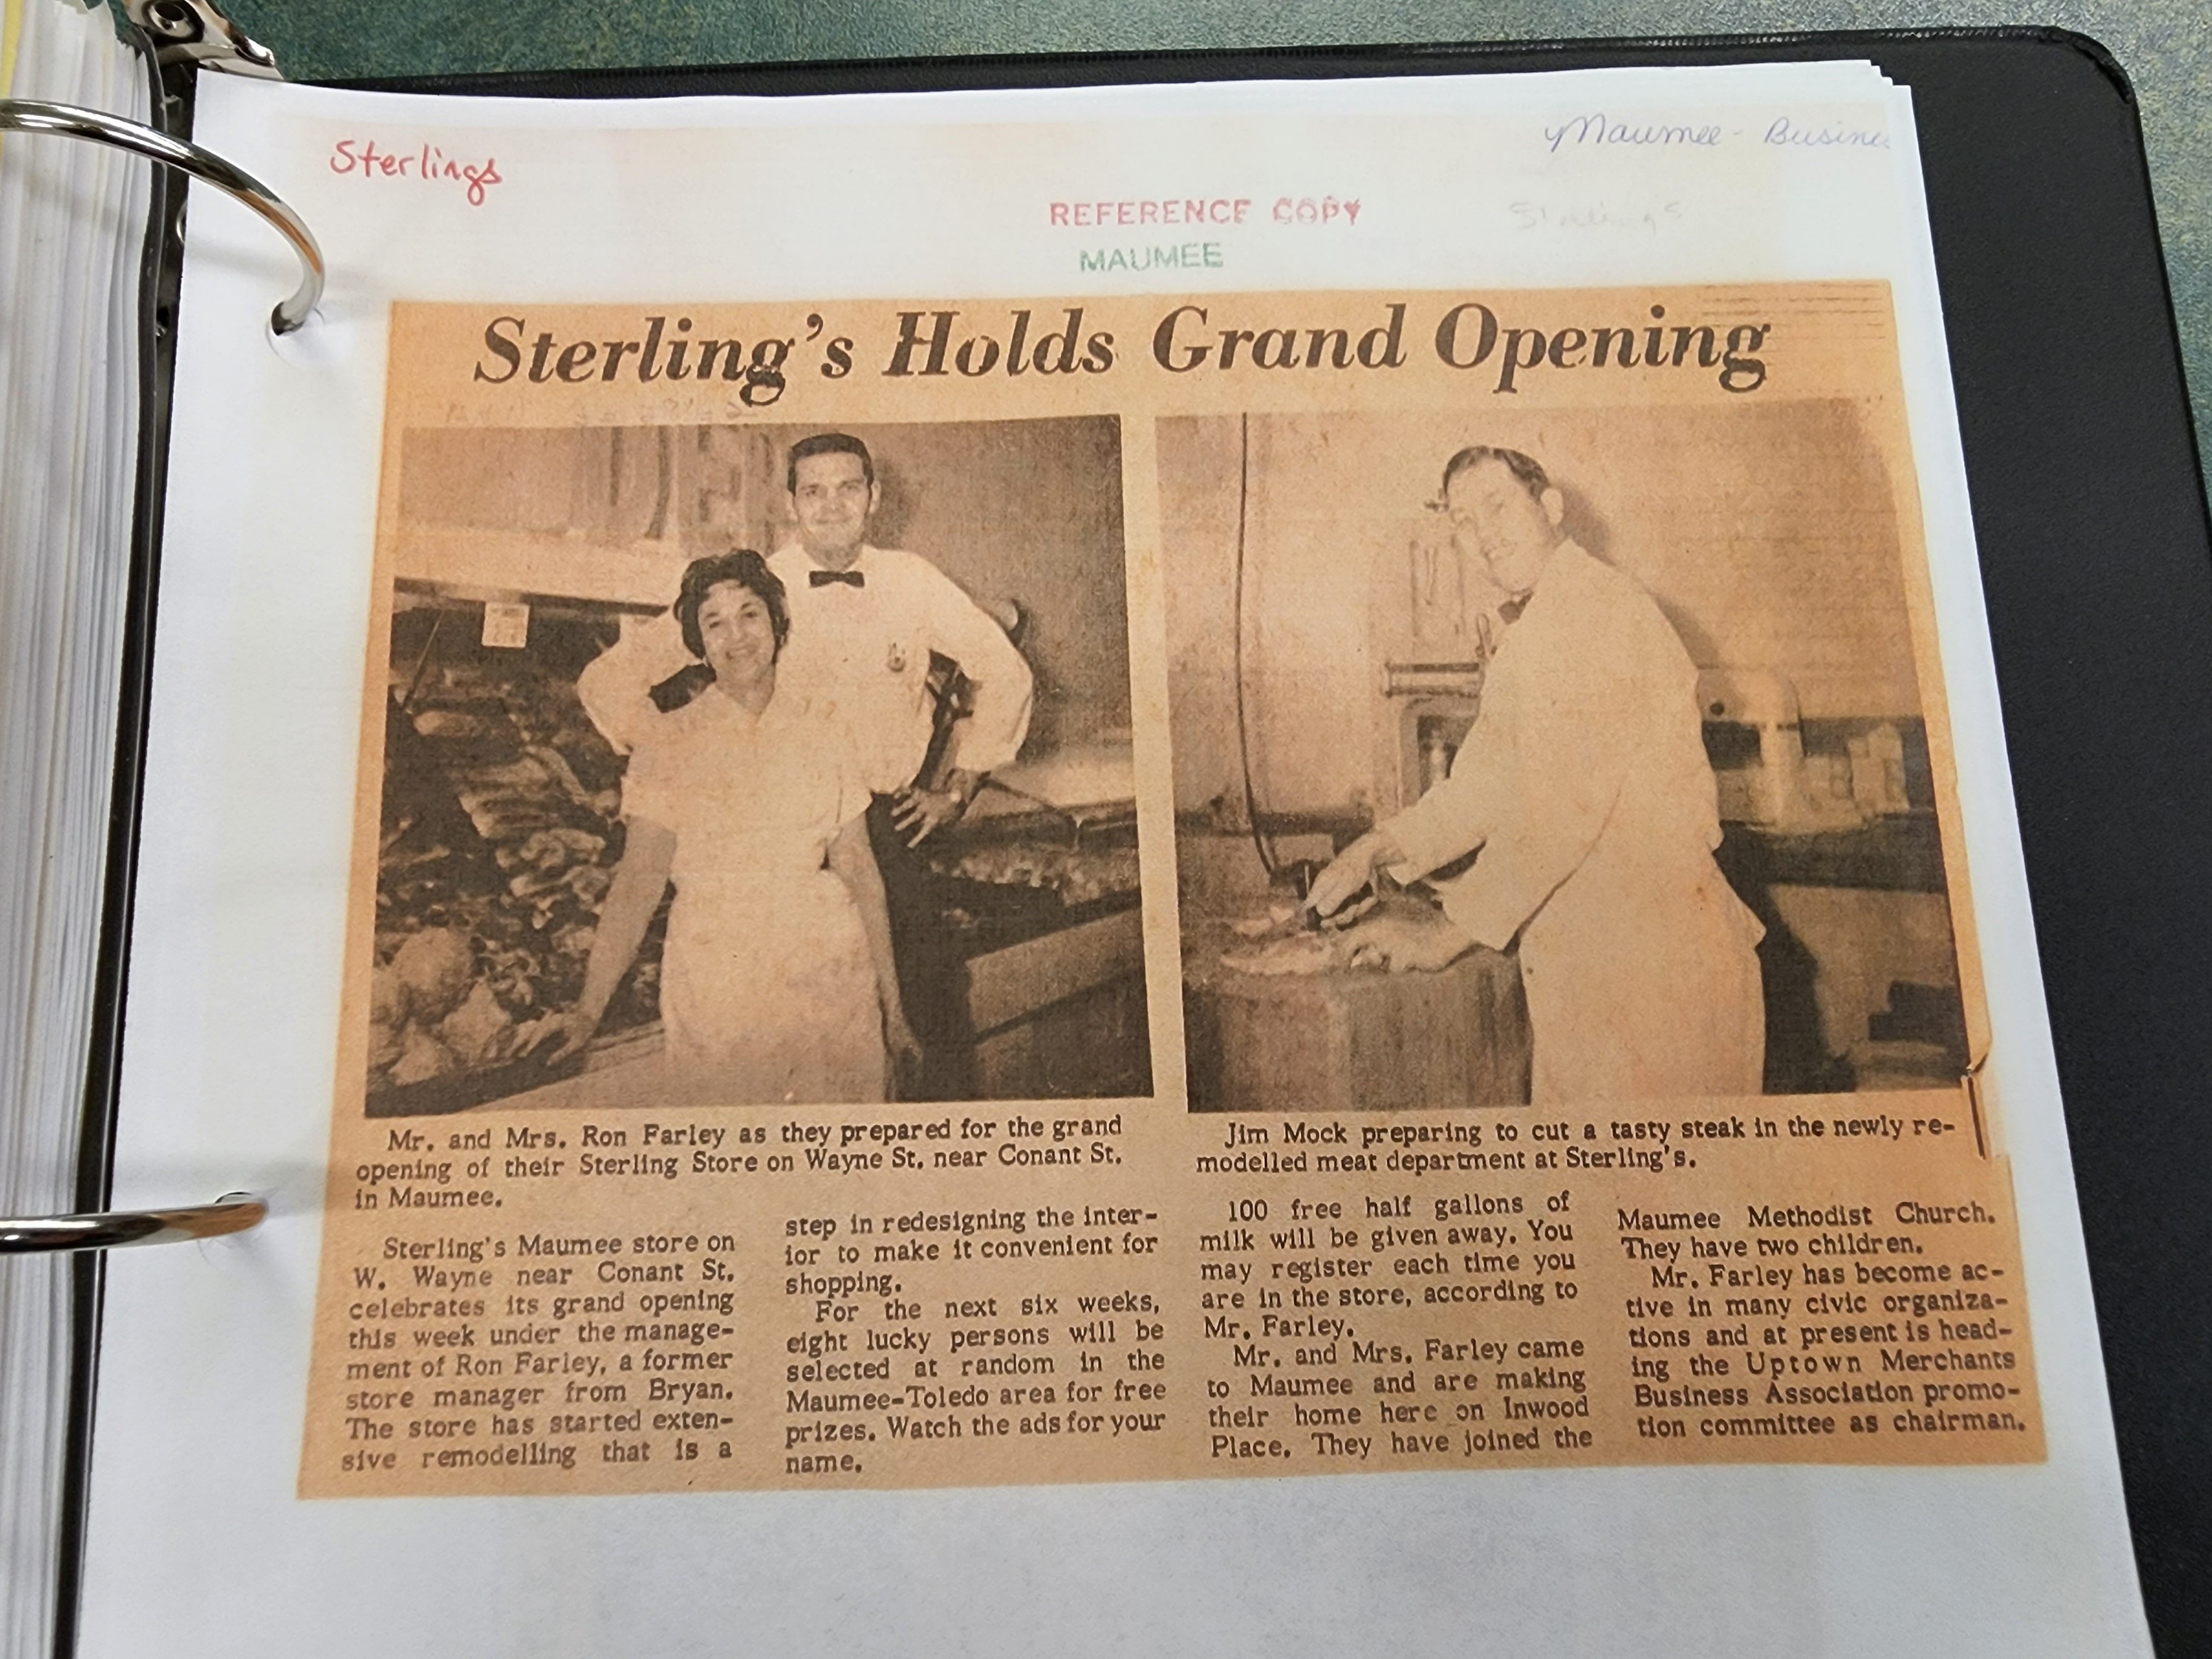 Sterlings
Maumee - Busine
REFERENCE COPY
Sterlings
MAUMEE
Sterling's Holds Grand Opening
Mr. and Mrs. Ron Farley as they prepared for the grand
opening of their Sterling Store on Wayne St. near Conant St.
in Maumee.
Jim Mock preparing to cut a tasty steak in the newly re-
modelled meat department at Sterling's.
Sterling's Maumee store on
W. Wayne near Conant St.
celebrates its grand opening
this week under the manage-
ment of Ron Farley, a former
store manager from Bryan.
The store has started exten-
sive remodelling that is a
step in redesigning the inter-
ior to make it convenient for
shopping.
For the next six weeks,
eight lucky persons will be
selected at random in the
Maumee-Toledo area for free
prizes. Watch the ads for your
name.
100 free half gallons of
milk will be given away. You
may register each time you
are in the store, according to
Mr. Farley.
Mr. and Mrs. Farley came
to Maumee and are making
their home here on Inwood
Place. They have joined the
Maumee Methodist Church.
They have two children.
Mr. Farley has become ac-
tive in many civic organiza-
tions and at present is head-
ing the Uptown Merchants
Business Association promo-
tion committee as chairman.